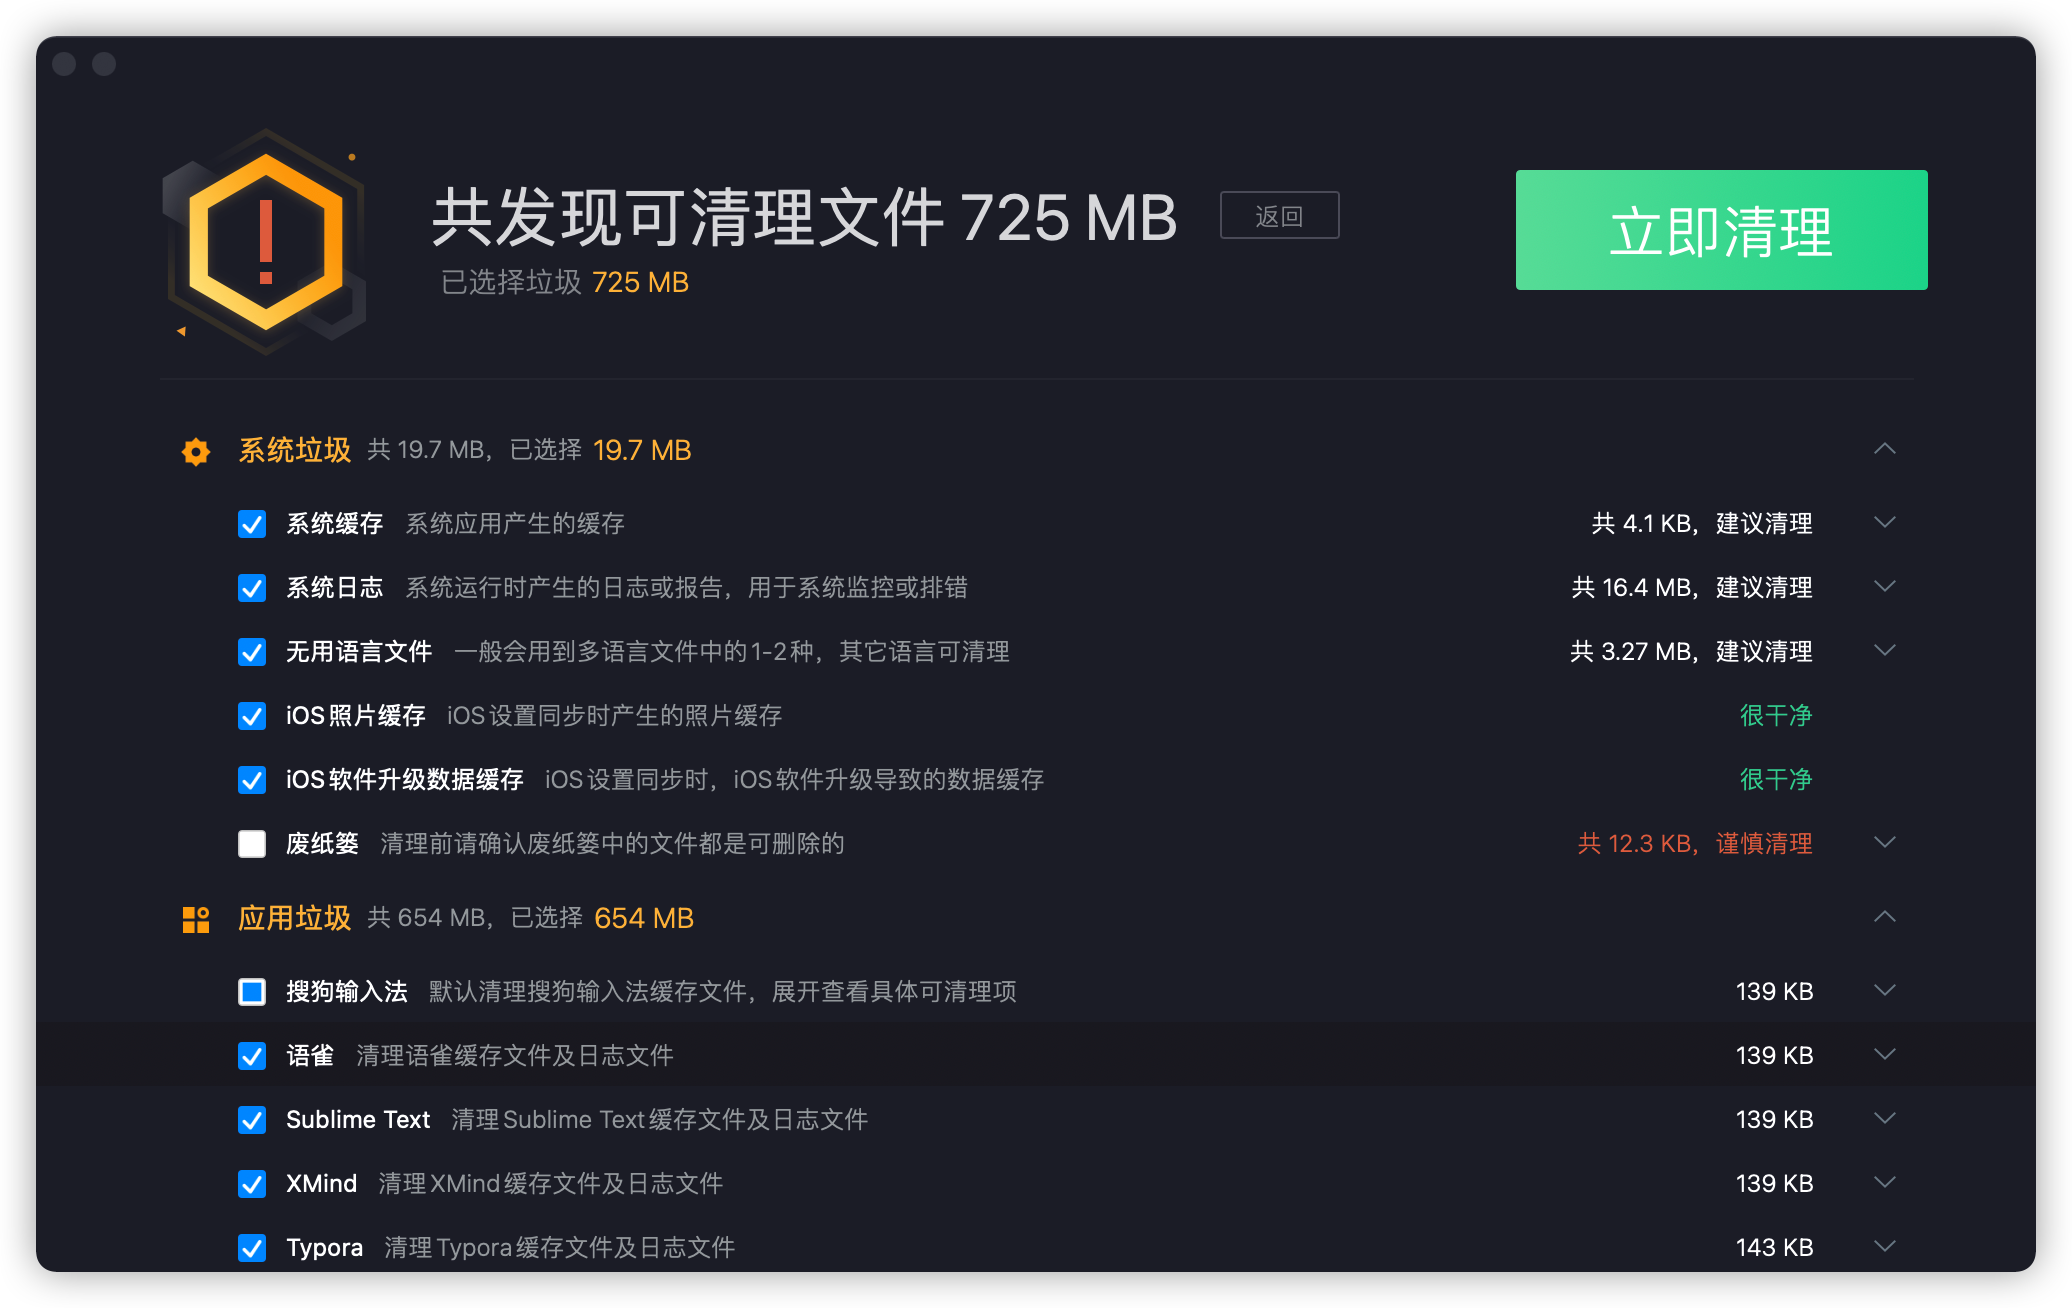 共发现可清理文件 725 MB
返回
立即清理
已选择垃圾 725 MB
系统垃圾 共 19.7 MB，已选择 19.7 MB
系统缓存 系统应用产生的缓存 共 4.1 KB，建议清理
系统日志 系统运行时产生的日志或报告，用于系统监控或排错 共 16.4 MB，建议清理
无用语言文件 一般会用到多语言文件中的1-2种，其它语言可清理 共 3.27 MB，建议清理
iOS照片缓存 iOS设置同步时产生的照片缓存 很干净
iOS软件升级数据缓存 iOS设置同步时，iOS软件升级导致的数据缓存 很干净
废纸篓 清理前请确认废纸篓中的文件都是可删除的 共 12.3 KB，谨慎清理
应用垃圾 共 654 MB，已选择 654 MB
搜狗输入法 默认清理搜狗输入法缓存文件，展开查看具体可清理项 139 KB
语雀 清理语雀缓存文件及日志文件 139 KB
Sublime Text 清理Sublime Text缓存文件及日志文件 139 KB
XMind 清理XMind缓存文件及日志文件 139 KB
Typora 清理Typora缓存文件及日志文件 143 KB